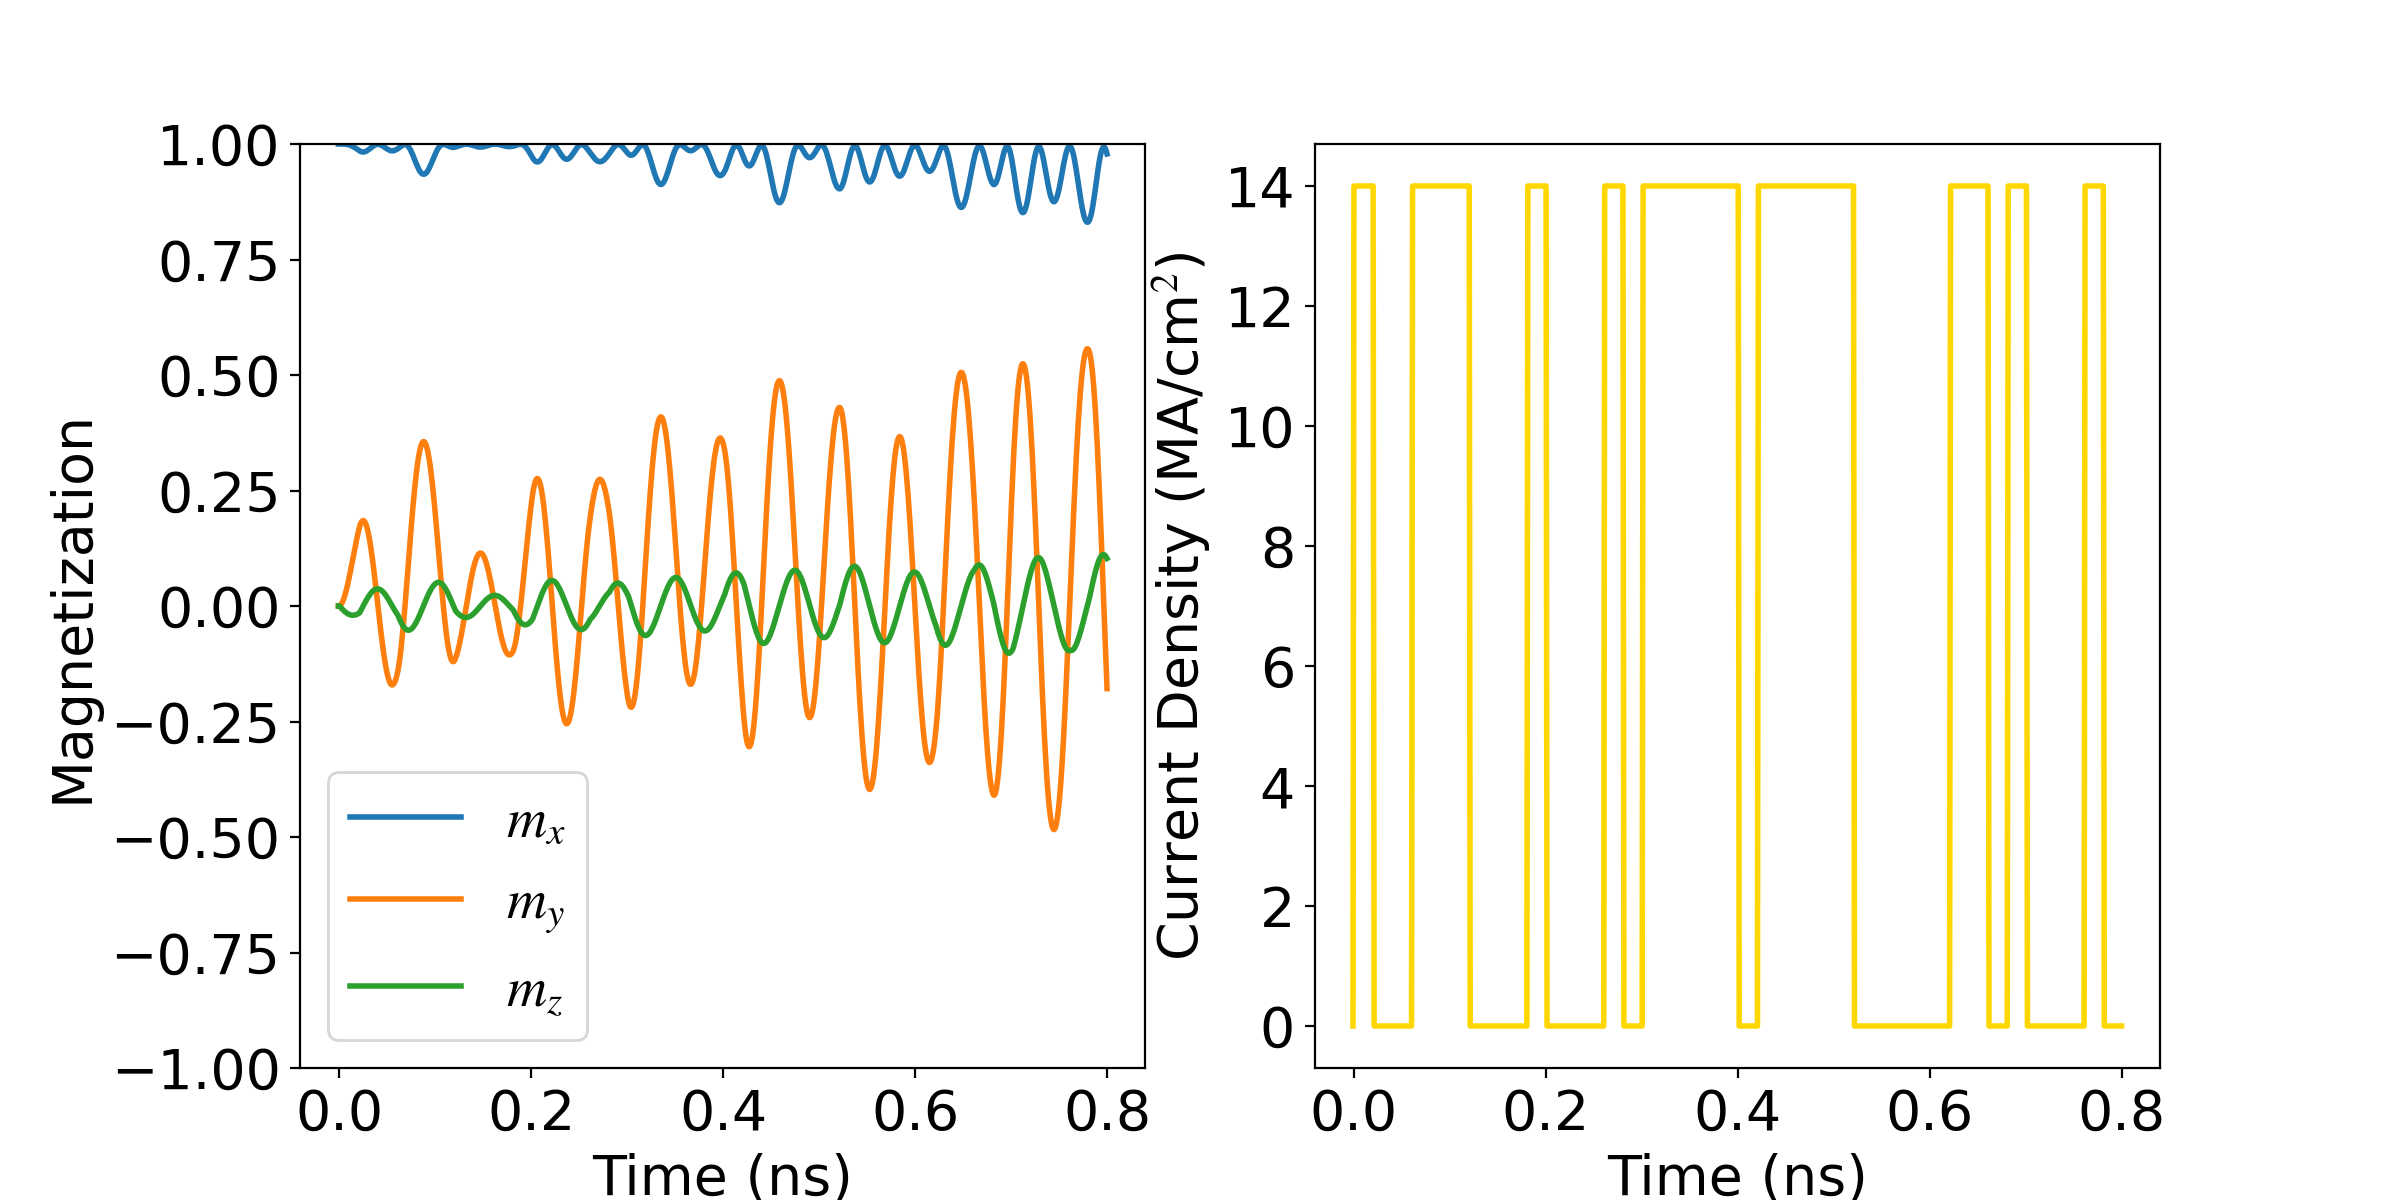 1.00
0.75
0.50
0.25
0.00
−0.25
−0.50
−0.75
−1.00
Magnetization
m_x
m_y
m_z
0.0 0.2 0.4 0.6 0.8
Time (ns)
14
12
10
8
6
4
2
0
Current Density (MA/cm²)
0.0 0.2 0.4 0.6 0.8
Time (ns)